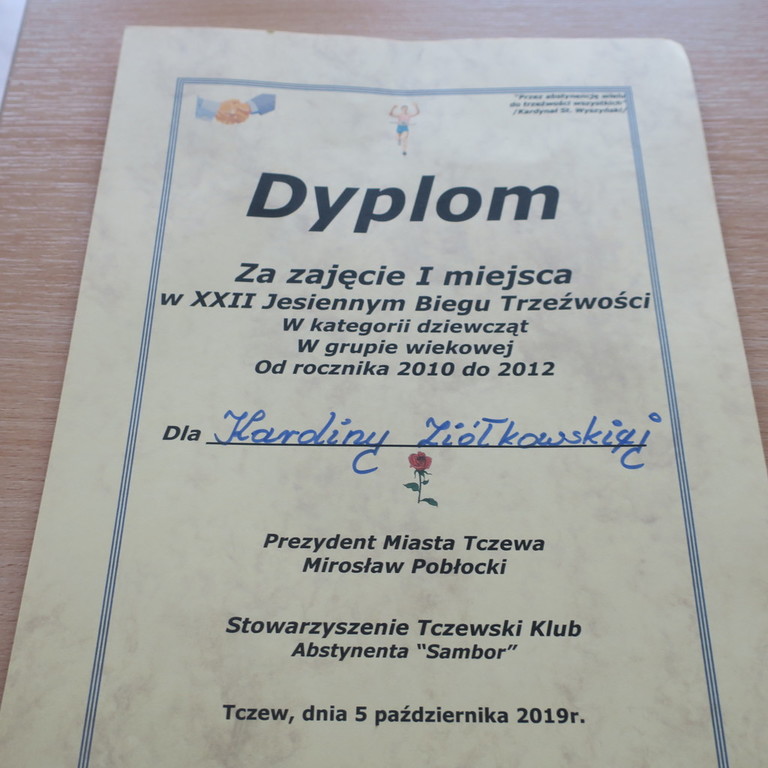 "Przez abstynencję wielu
do trzeźwości wszystkich"
/Kardynał St. Wyszyński/
Dyplom
Za zajęcie I miejsca
w XXII Jesiennym Biegu Trzeźwości
W kategorii dziewcząt
W grupie wiekowej
Od rocznika 2010 do 2012
Dla Ziółkowskiej
Prezydent Miasta Tczewa
Mirosław Pobłocki
Stowarzyszenie Tczewski Klub
Abstynenta “Sambor”
Tczew, dnia 5 października 2019r.